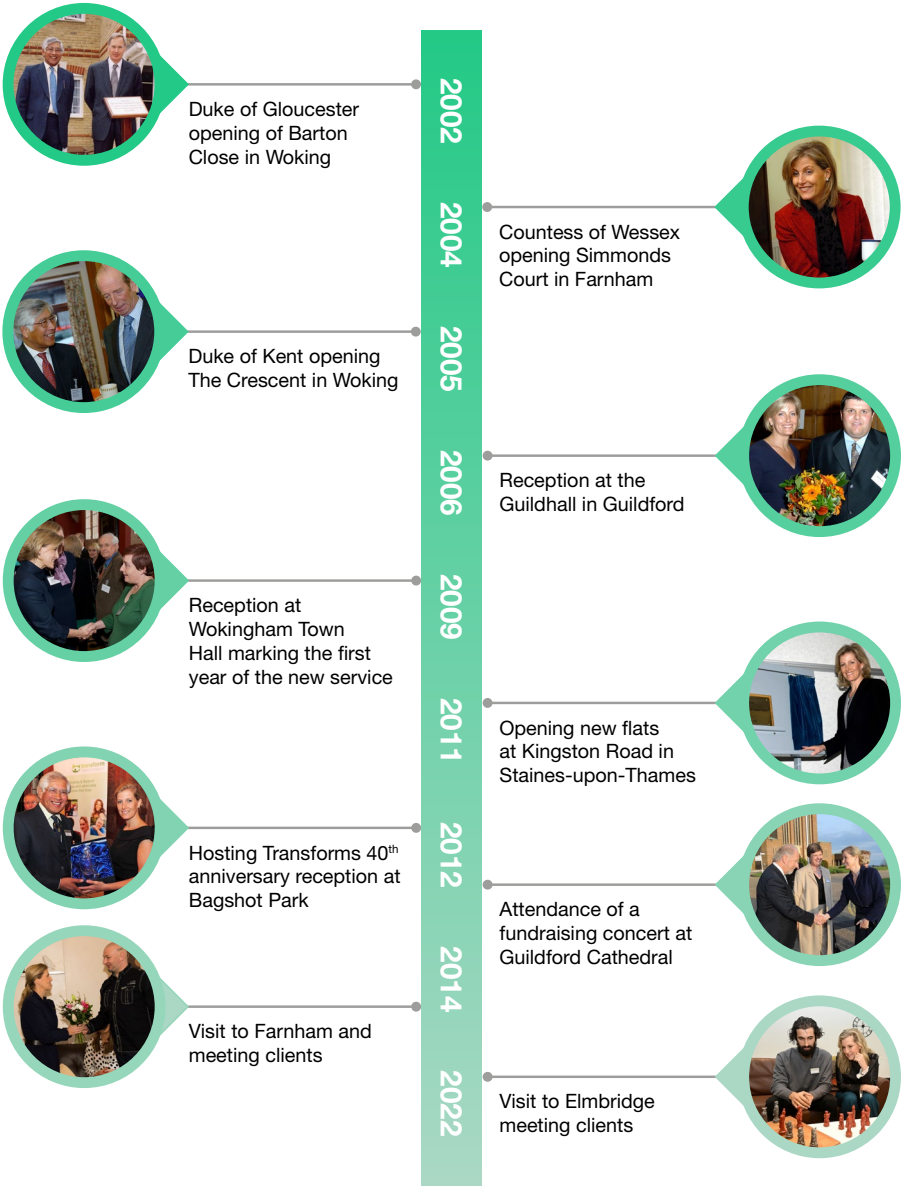 2002
Duke of Gloucester
opening of Barton
Close in Woking
2004
Countess of Wessex
opening Simmonds
Court in Farnham
2005
Duke of Kent opening
The Crescent in Woking
2006
Reception at the
Guildhall in Guildford
2009
Reception at
Wokingham Town
Hall marking the first
year of the new service
2011
Opening new flats
at Kingston Road in
Staines-upon-Thames
2012
Hosting Transforms 40th
anniversary reception at
Bagshot Park
Attendance of a
fundraising concert at
Guildford Cathedral
2014
Visit to Farnham and
meeting clients
2022
Visit to Elmbridge
meeting clients